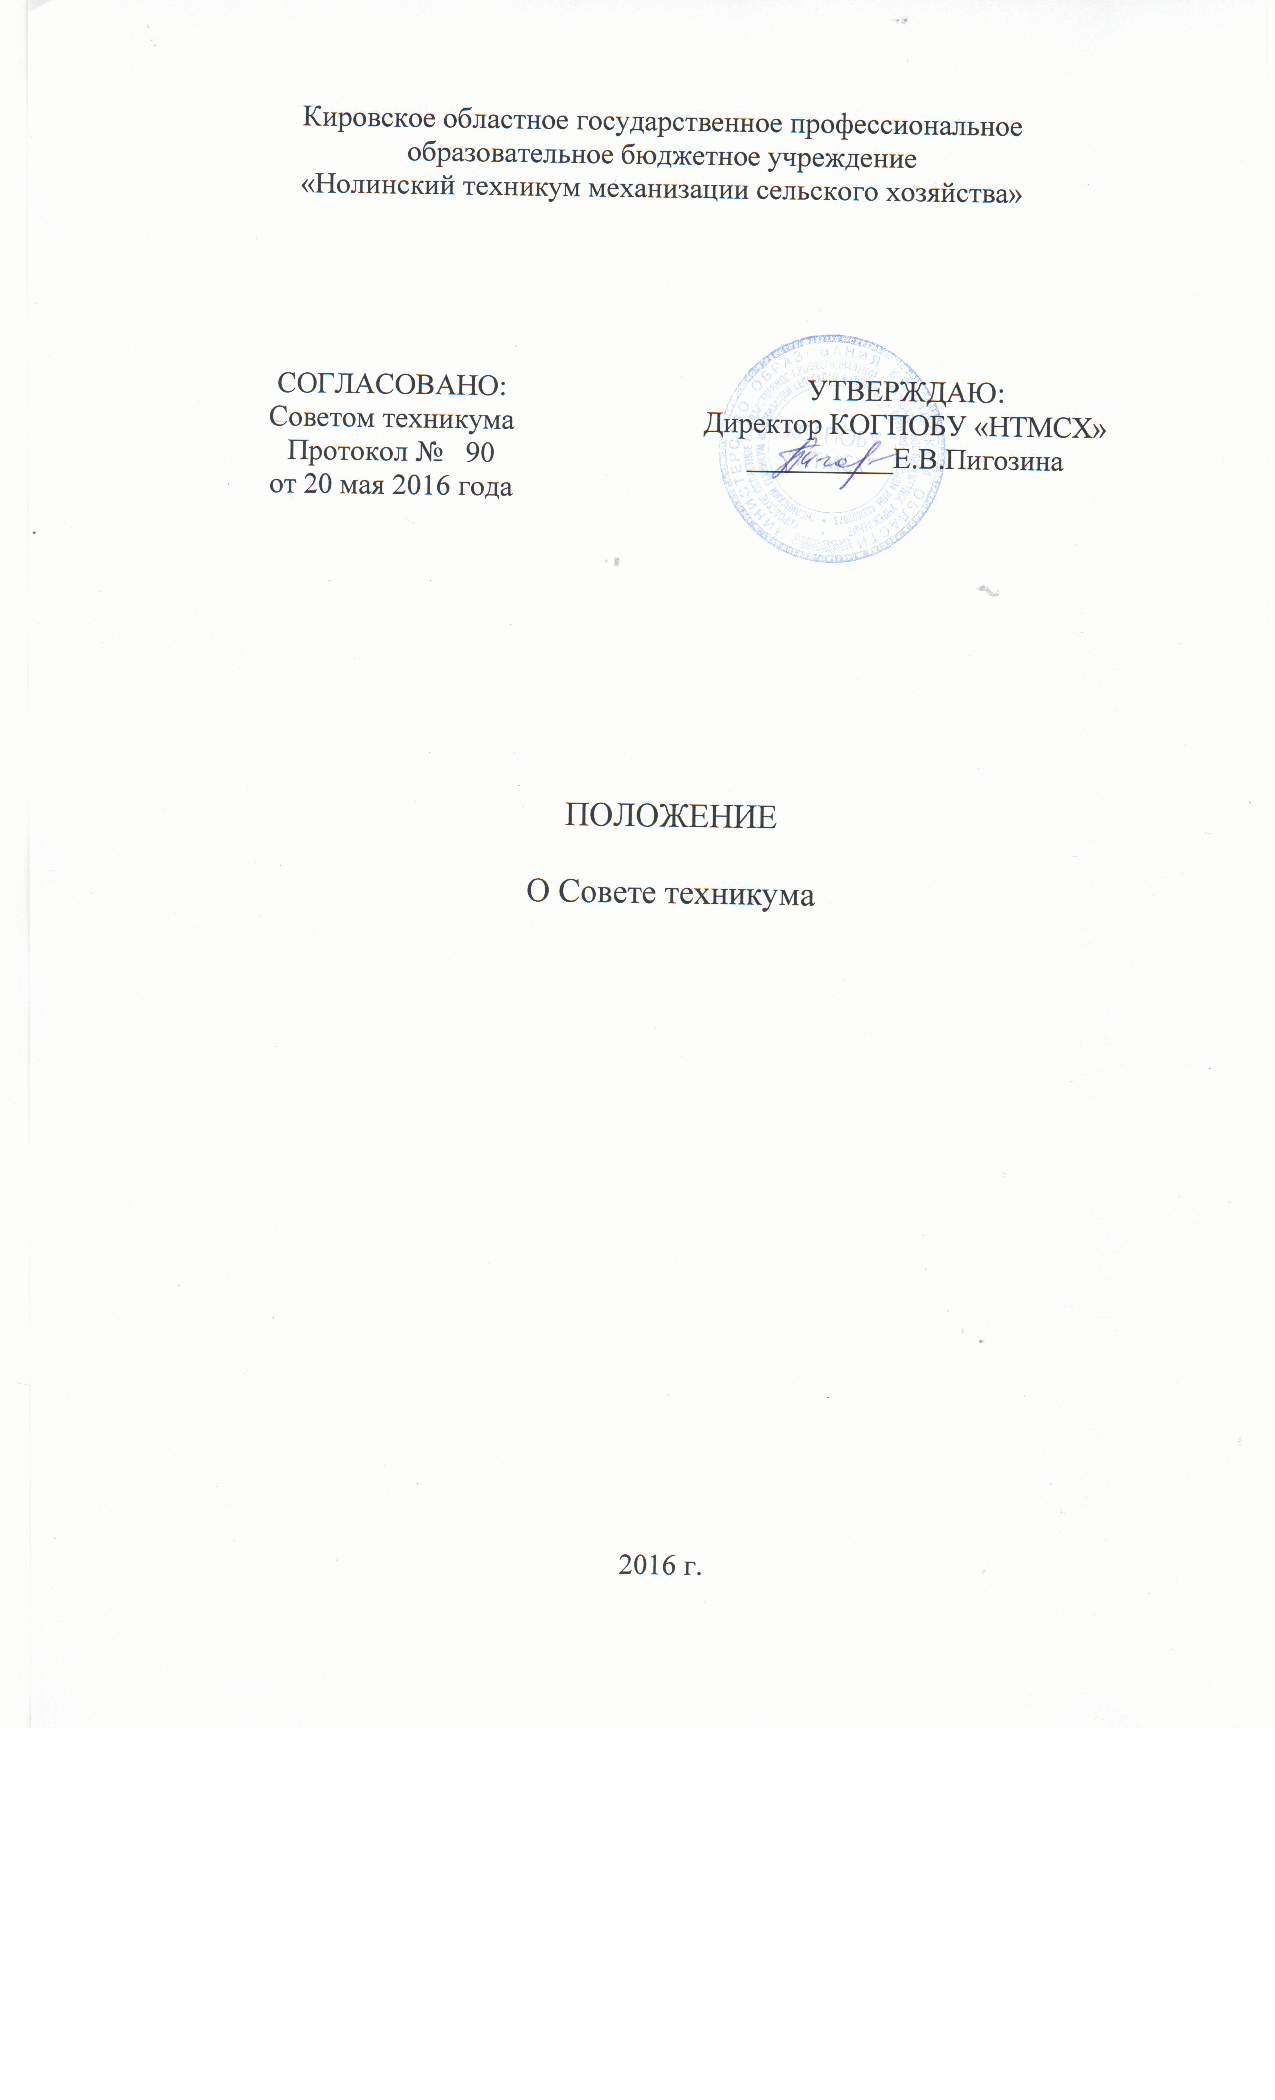 Кировское областное государственное профессиональное
образовательное бюджетное учреждение
«Нолинский техникум механизации сельского хозяйства»
СОГЛАСОВАНО:
Советом техникума
Протокол № 90
от 20 мая 2016 года
УТВЕРЖДАЮ:
Директор КОГПОБУ «НТМСХ»
____________Е.В.Пигозина
ПОЛОЖЕНИЕ
О Совете техникума
2016 г.